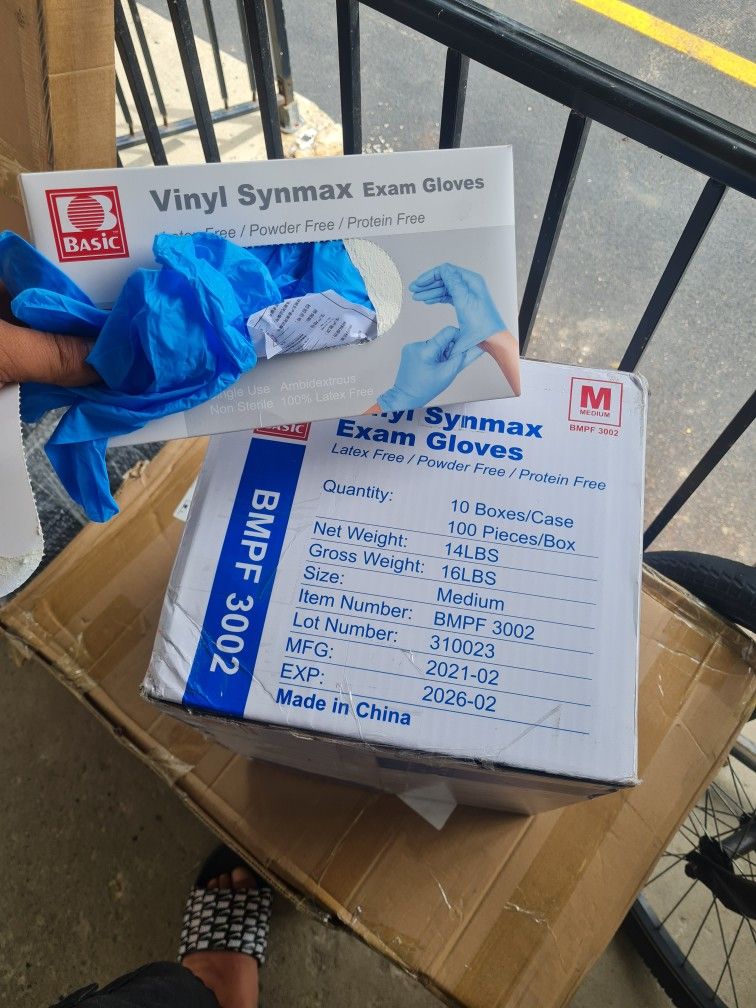 BASIC
Vinyl Synmax Exam Gloves
Free / Powder Free / Protein Free
Single Use Ambidextrous
Non Sterile 100% Latex Free
M
MEDIUM
BMPF 3002
Synmax
Exam Gloves
Latex Free / Powder Free / Protein Free
BMPF 3002
Quantity: 10 Boxes/Case
100 Pieces/Box
Net Weight: 14LBS
Gross Weight: 16LBS
Size: Medium
Item Number: BMPF 3002
Lot Number: 310023
MFG: 2021-02
EXP: 2026-02
Made in China